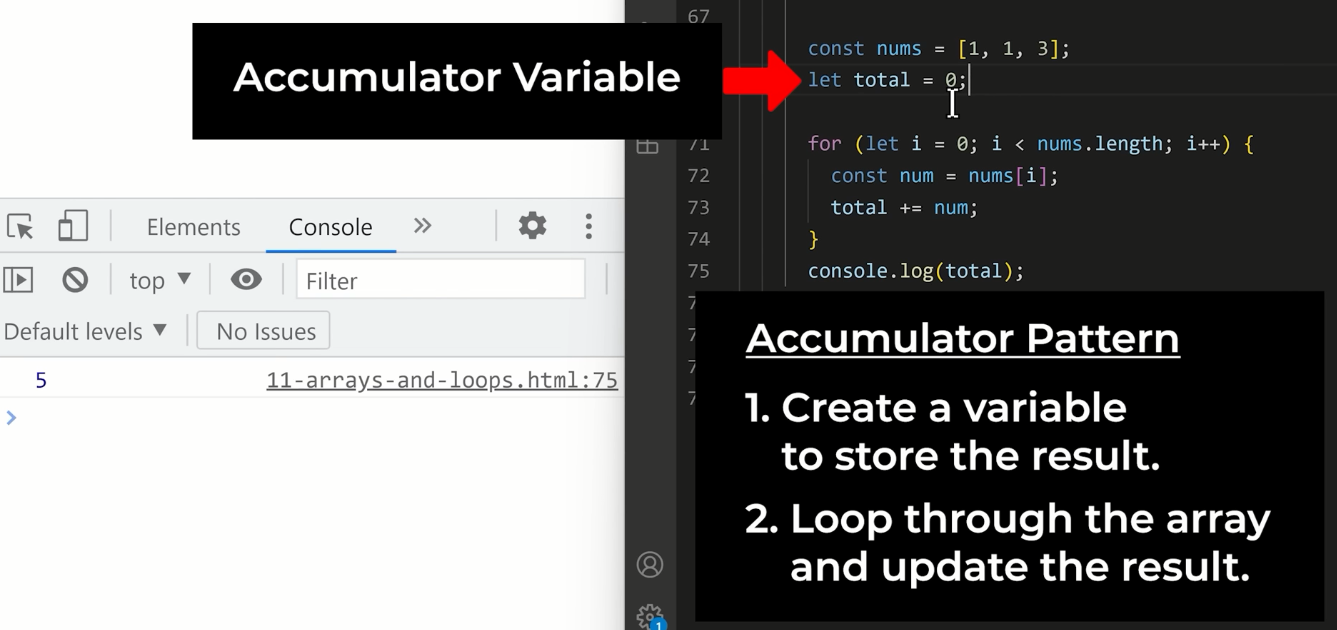 Accumulator Variable
67
const nums = [1, 1, 3];
let total = 0;
71 for (let i = 0; i < nums.length; i++) {
72 const num = nums[i];
73 total += num;
74 }
75 console.log(total);
Elements Console
top ▼ Filter
Default levels ▼ No Issues
5 11-arrays-and-loops.html:75
Accumulator Pattern
1. Create a variable
to store the result.
2. Loop through the array
and update the result.
1